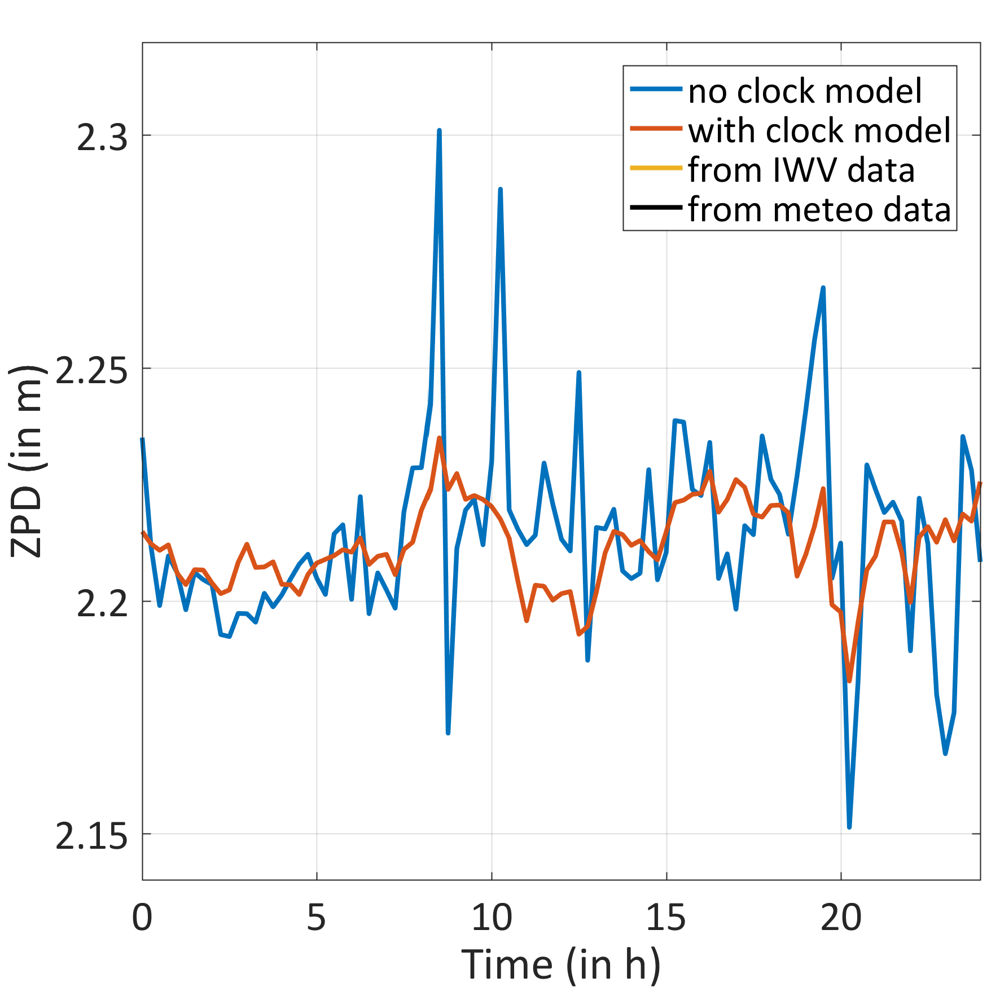 no clock model
with clock model
from IWV data
from meteo data
2.3
2.25
2.2
2.15
ZPD (in m)
0 5 10 15 20
Time (in h)